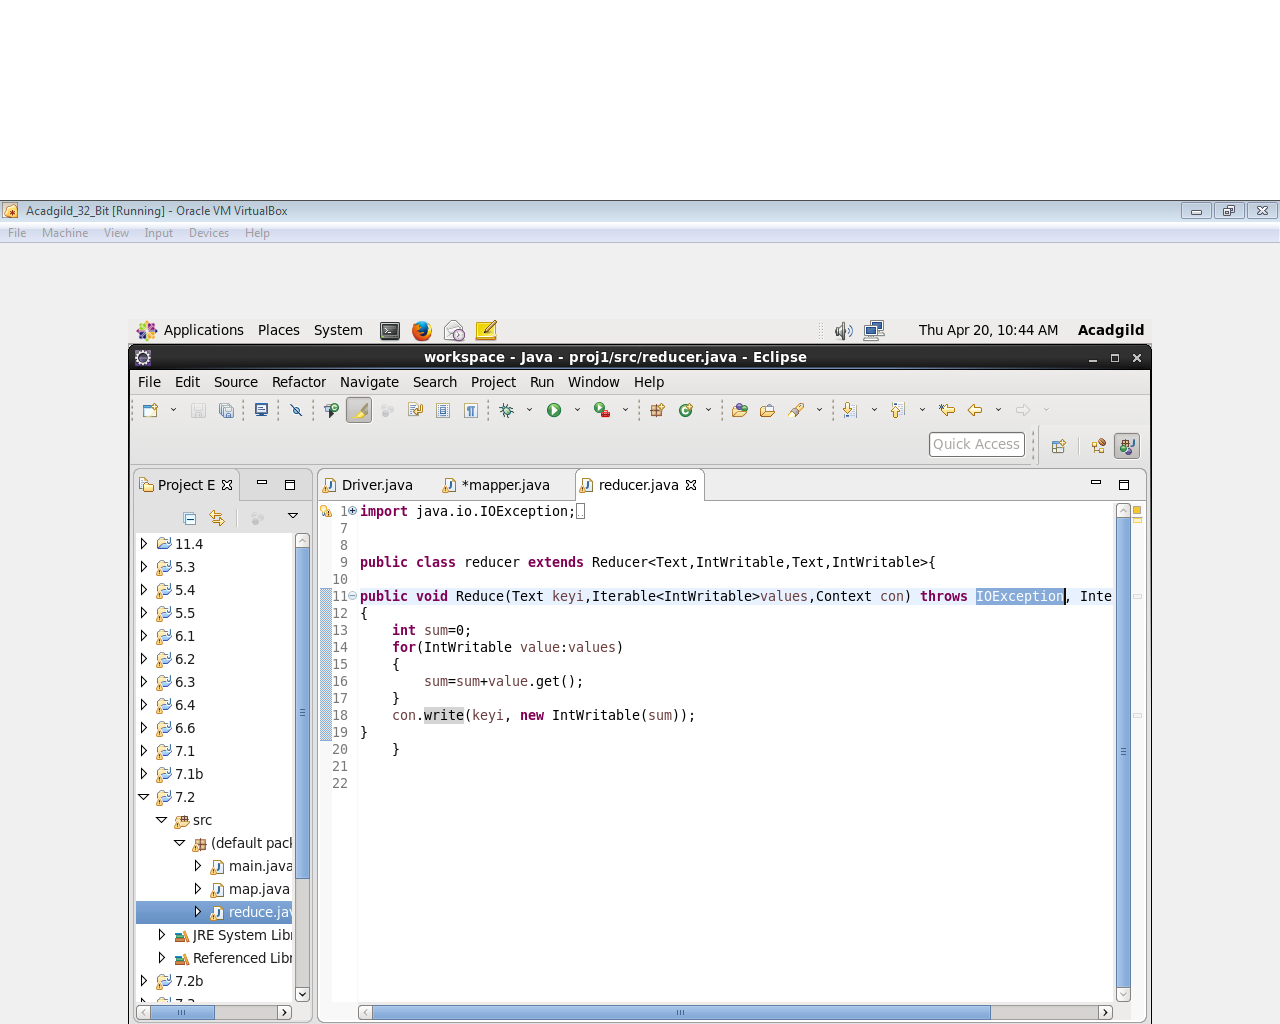 Acadgild_32_Bit [Running] - Oracle VM VirtualBox
File Machine View Input Devices Help
Applications Places System Thu Apr 20, 10:44 AM Acadgild
workspace - Java - proj1/src/reducer.java - Eclipse
File Edit Source Refactor Navigate Search Project Run Window Help
Quick Access
Project E
Driver.java *mapper.java reducer.java
11.4
5.3
5.4
5.5
6.1
6.2
6.3
6.4
6.6
7.1
7.1b
7.2
src
(default pack
main.java
map.java
reduce.jav
JRE System Libr
Referenced Libr
7.2b
1 import java.io.IOException;
7
8
9 public class reducer extends Reducer<Text,IntWritable,Text,IntWritable>{
10
11 public void Reduce(Text keyi,Iterable<IntWritable>values,Context con) throws IOException, Inte
12 {
13 int sum=0;
14 for(IntWritable value:values)
15 {
16 sum=sum+value.get();
17 }
18 con.write(keyi, new IntWritable(sum));
19 }
20 }
21
22